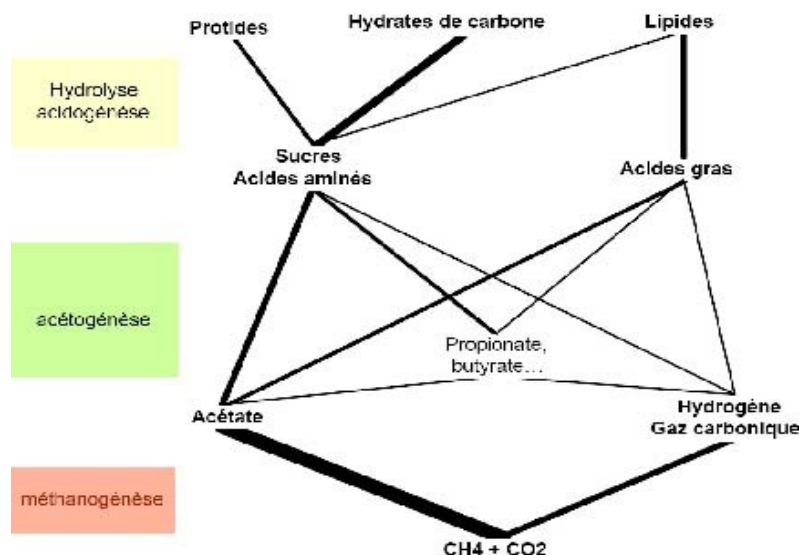 Protides
Hydrates de carbone
Lipides
Hydrolyse
acidogénèse
Sucres
Acides aminés
Acides gras
acétogénèse
Propionate,
butyrate...
Acétate
Hydrogène
Gaz carbonique
méthanogénèse
CH4 + CO2